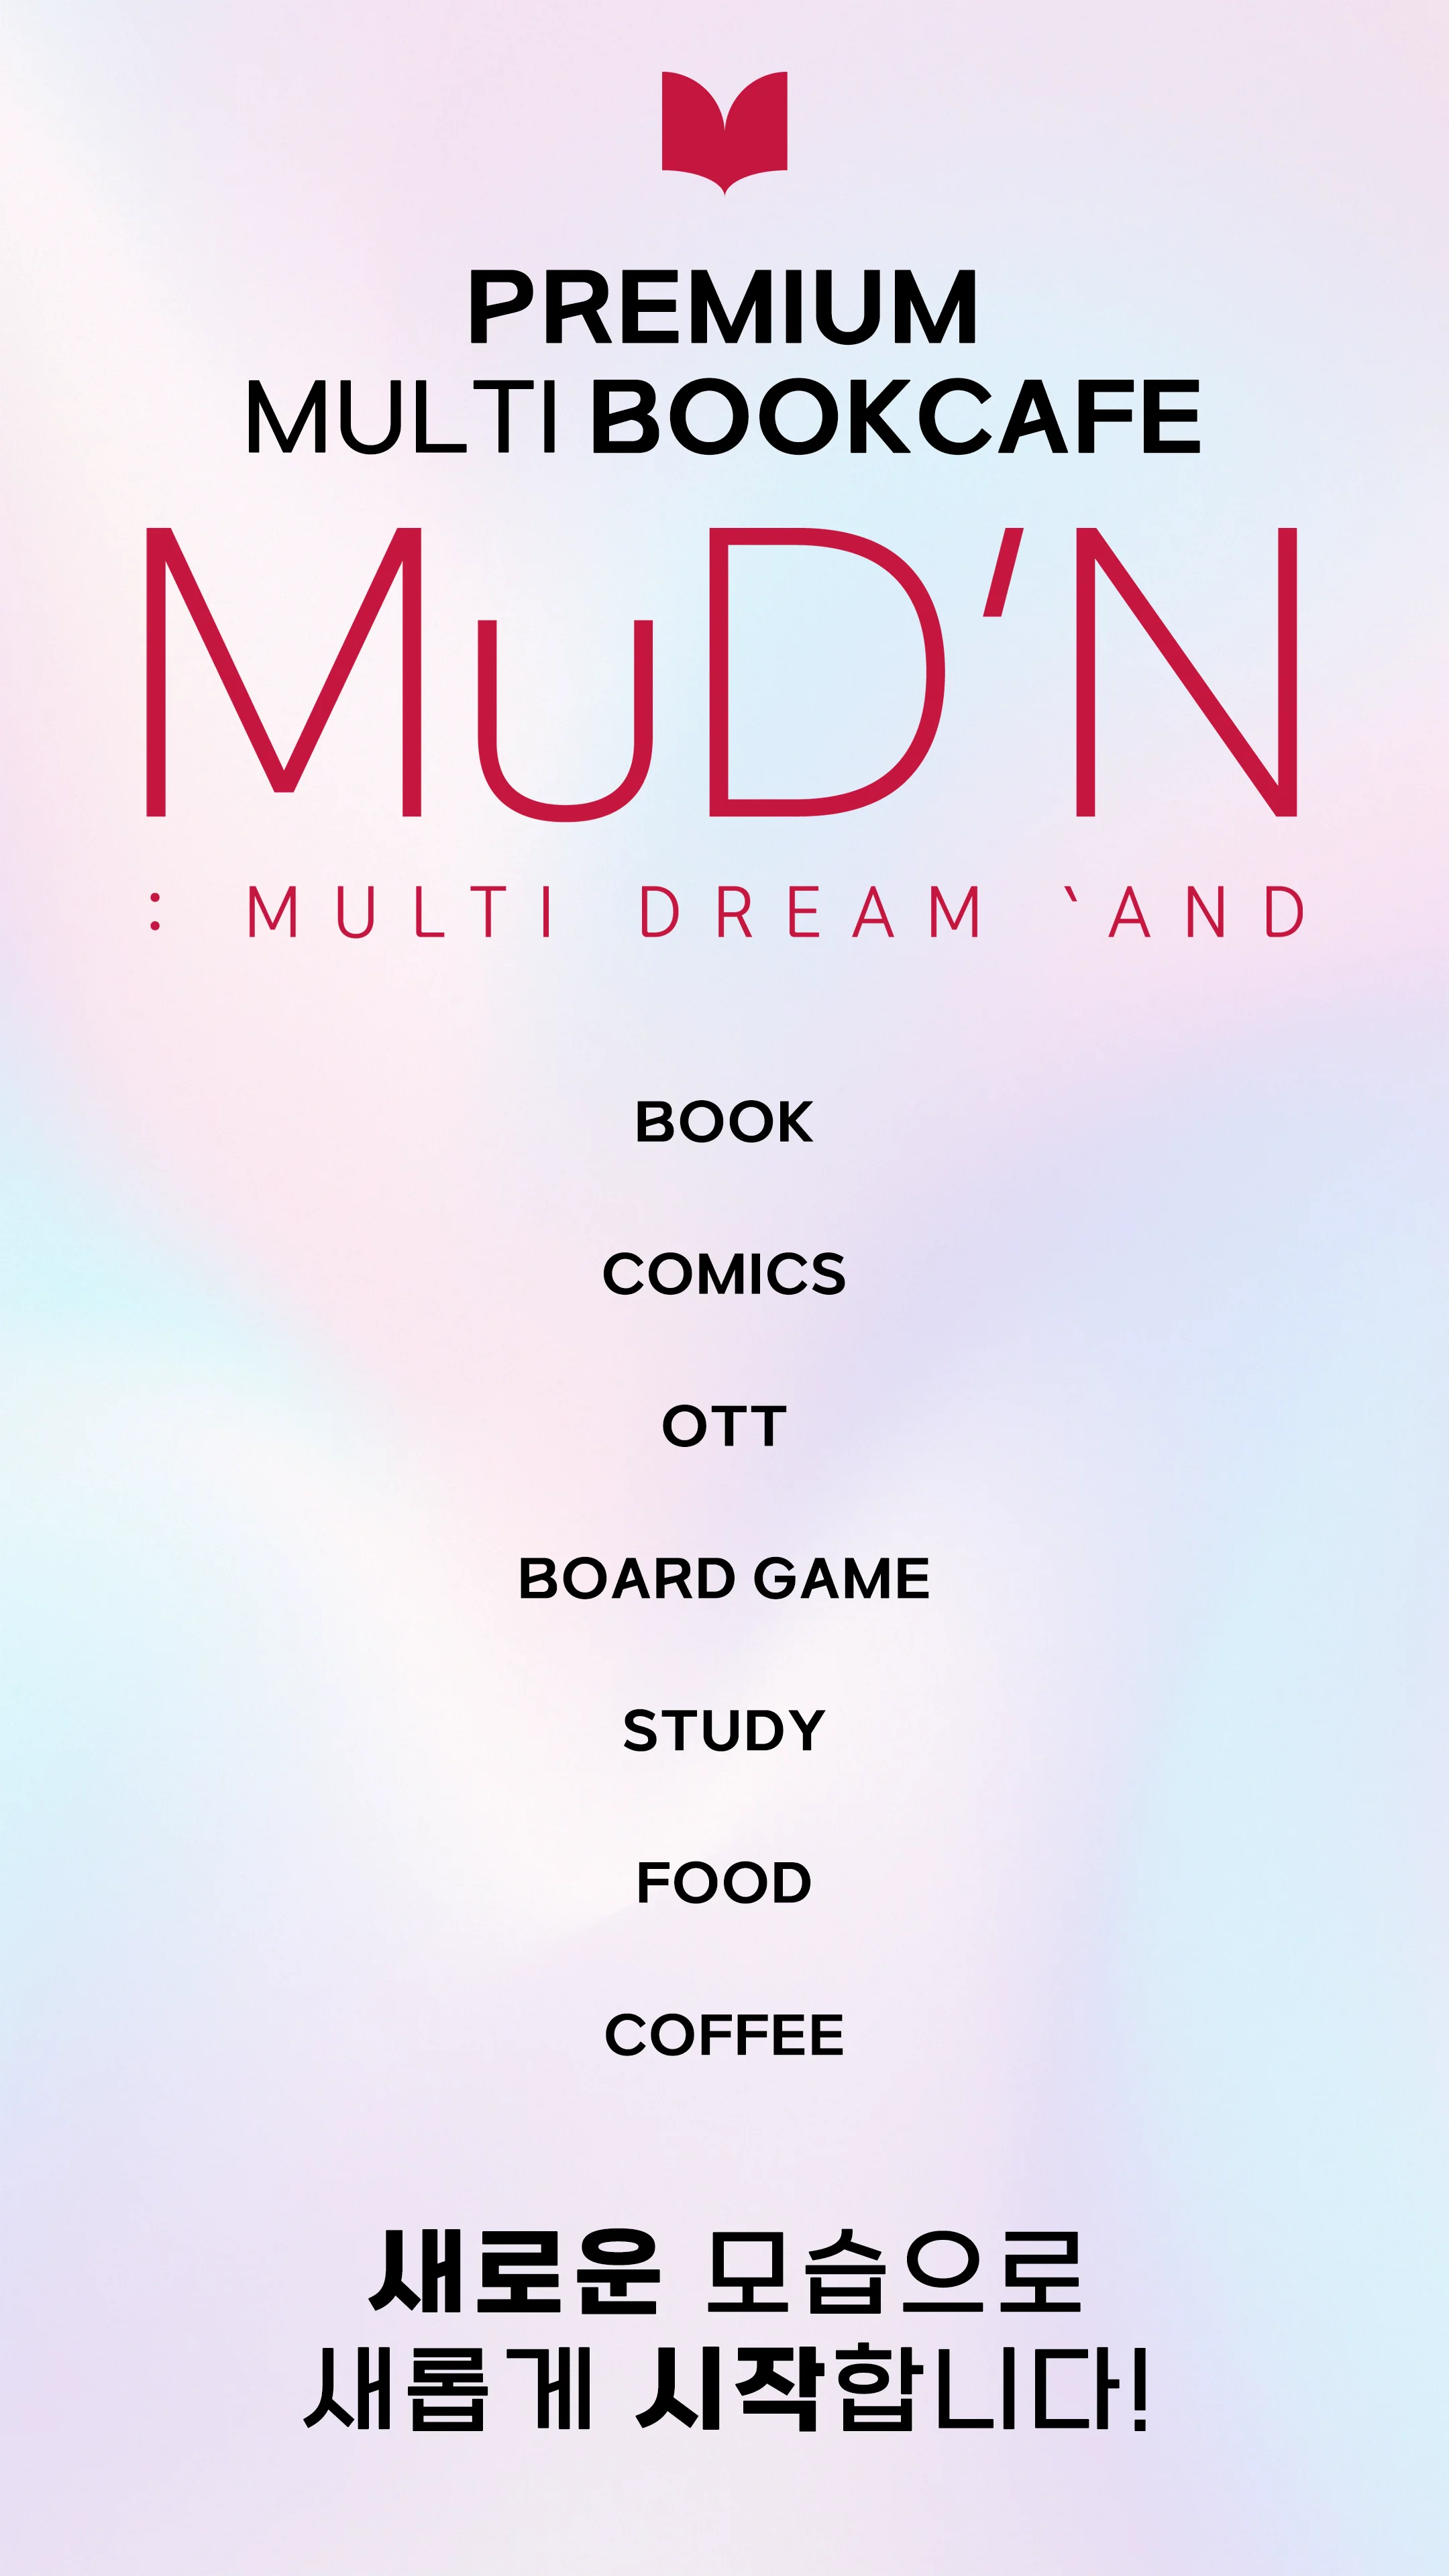 PREMIUM
MULTI BOOKCAFE
MuD'N
: MULTI DREAM `AND
BOOK
COMICS
OTT
BOARD GAME
STUDY
FOOD
COFFEE
새로운 모습으로
새롭게 시작합니다!